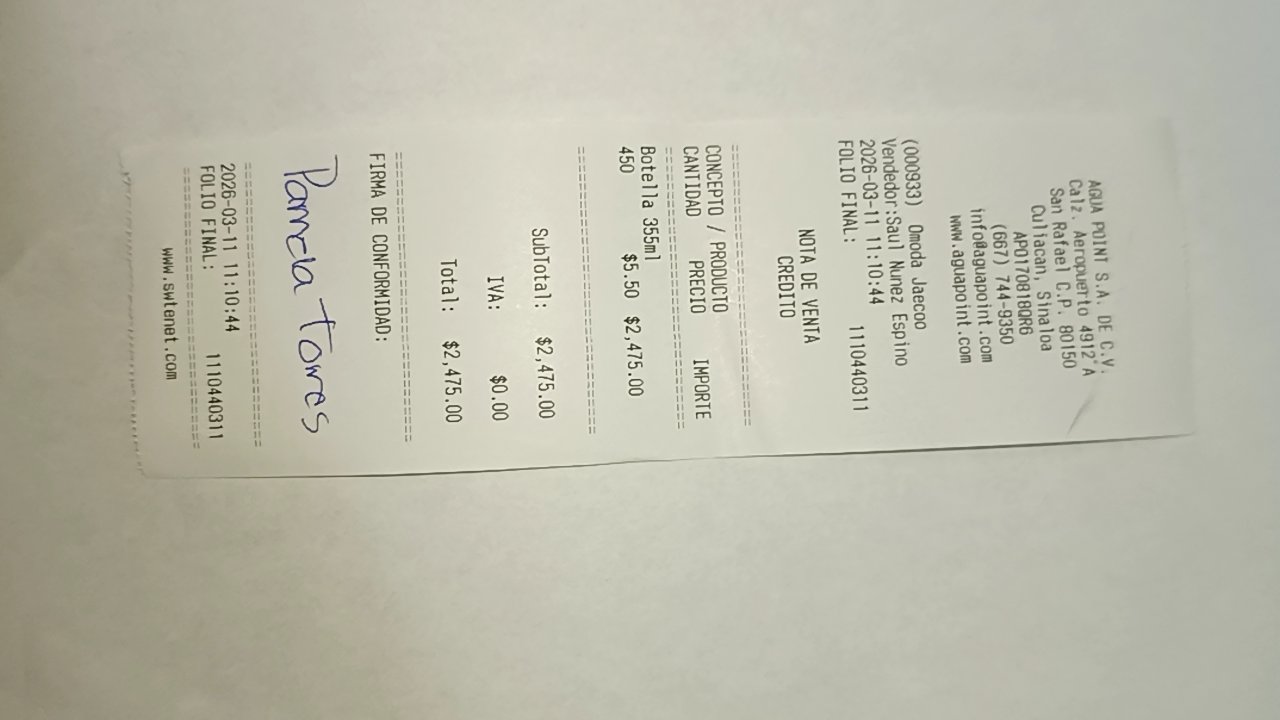 AGUA POINT S.A. DE C.V.
Calz. Aeropuerto 4912 A
San Rafael C.P. 80150
Culiacan, Sinaloa
APO170818QR6
(667) 744-9350
info@aguapoint.com
www.aguapoint.com
(000933) Omoda Jaecoo
Vendedor:Saul Nunez Espino
2026-03-11 11:10:44
FOLIO FINAL: 1110440311
NOTA DE VENTA
CREDITO
CONCEPTO / PRODUCTO
CANTIDAD PRECIO IMPORTE
Botella 355ml
450 $5.50 $2,475.00
SubTotal: $2,475.00
IVA: $0.00
Total: $2,475.00
FIRMA DE CONFORMIDAD:
Pamela Torres
2026-03-11 11:10:44
FOLIO FINAL: 1110440311
www.swtenet.com